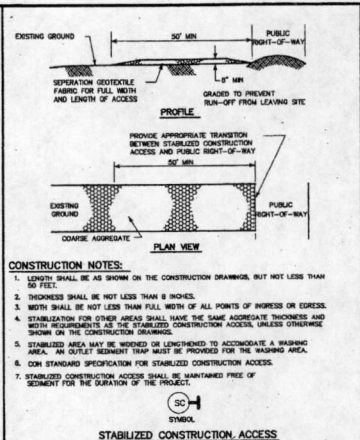 50' MIN
PUBLIC
RIGHT-OF-WAY
EXISTING GROUND
SEPERATION GEOTEXTILE
FABRIC FOR FULL WIDTH
AND LENGTH OF ACCESS
8" MIN
GRADED TO PREVENT
RUN-OFF FROM LEAVING SITE
PROFILE
PROVIDE APPROPRIATE TRANSITION
BETWEEN STABILIZED CONSTRUCTION
ACCESS AND PUBLIC RIGHT-OF-WAY
50' MIN
EXISTING
GROUND
PUBLIC
RIGHT-OF-WAY
COARSE AGGREGATE
PLAN VIEW
CONSTRUCTION NOTES:
1. LENGTH SHALL BE AS SHOWN ON THE CONSTRUCTION DRAWINGS, BUT NOT LESS THAN
50 FEET.
2. THICKNESS SHALL BE NOT LESS THAN 8 INCHES.
3. WIDTH SHALL BE NOT LESS THAN FULL WIDTH OF ALL POINTS OF INGRESS OR EGRESS.
4. STABILIZATION FOR OTHER AREAS SHALL HAVE THE SAME AGGREGATE THICKNESS AND
WIDTH REQUIREMENTS AS THE STABILIZED CONSTRUCTION ACCESS, UNLESS OTHERWISE
SHOWN ON THE CONSTRUCTION DRAWINGS.
5. STABILIZED AREA MAY BE WIDENED OR LENGTHENED TO ACCOMODATE A WASHING
AREA. AN OUTLET SEDIMENT TRAP MUST BE PROVIDED FOR THE WASHING AREA.
6. COH STANDARD SPECIFICATION FOR STABILIZED CONSTRUCTION ACCESS.
7. STABILIZED CONSTRUCTION ACCESS SHALL BE MAINTAINED FREE OF
SEDIMENT FOR THE DURATION OF THE PROJECT.
SC
SYMBOL
STABILIZED CONSTRUCTION ACCESS